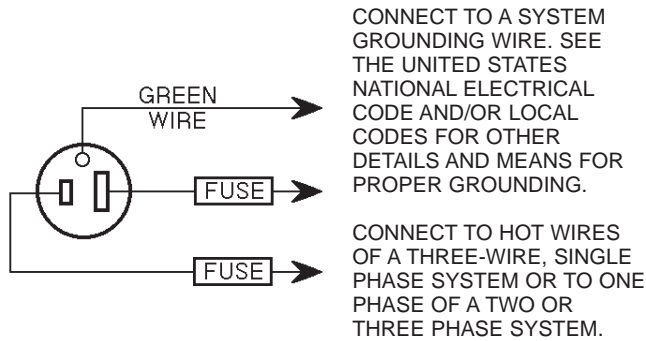 CONNECT TO A SYSTEM
GROUNDING WIRE. SEE
THE UNITED STATES
NATIONAL ELECTRICAL
CODE AND/OR LOCAL
CODES FOR OTHER
DETAILS AND MEANS FOR
PROPER GROUNDING.
GREEN
WIRE
FUSE
CONNECT TO HOT WIRES
OF A THREE-WIRE, SINGLE
PHASE SYSTEM OR TO ONE
PHASE OF A TWO OR
THREE PHASE SYSTEM.
FUSE